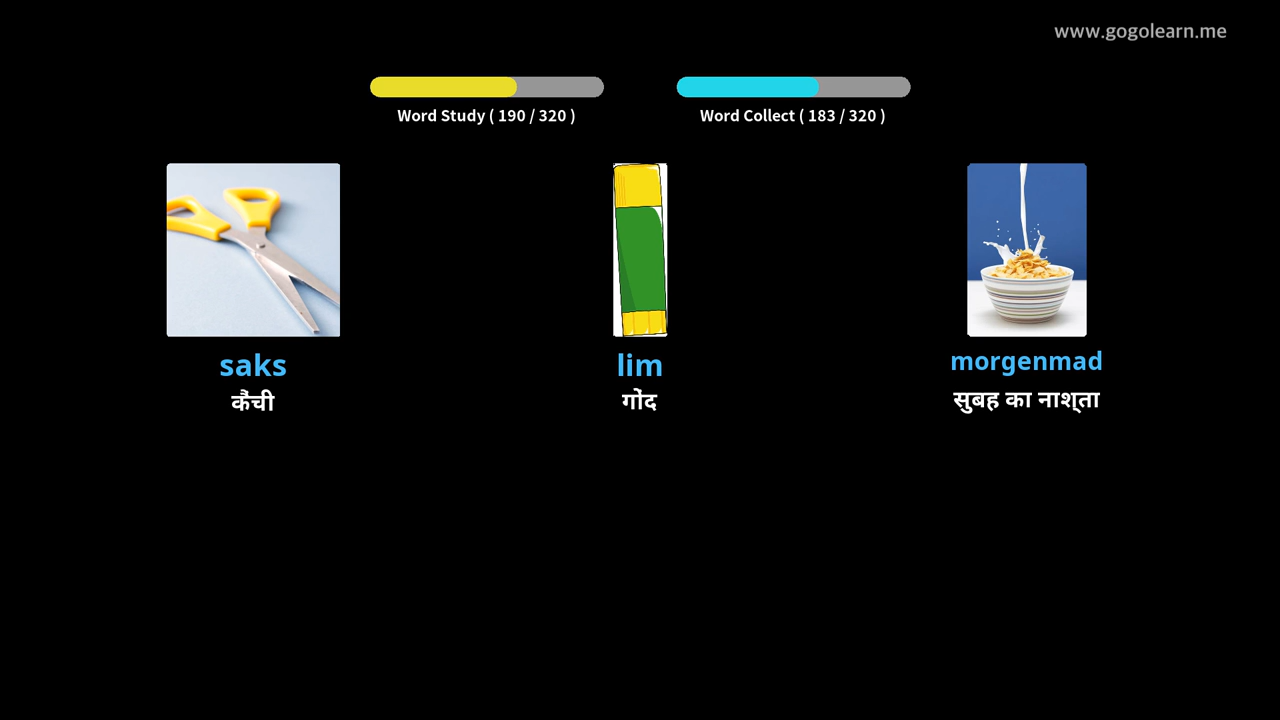 www.gogolearn.me
Word Study ( 190 / 320 )
Word Collect ( 183 / 320 )
saks
lim
morgenmad
कैंची
गोंद
सुबह का नाश्ता